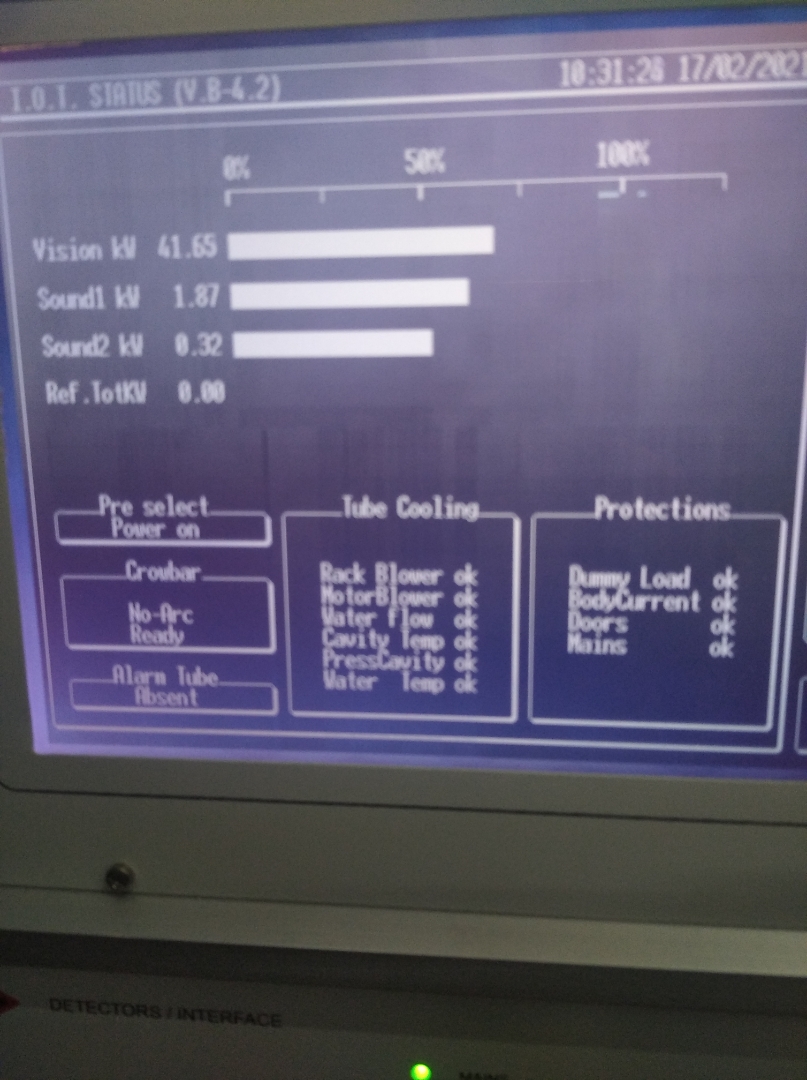 I.O.T. STATUS (V.B-4.2) 10:31:28 17/02/2021
0% 50% 100%
Vision kW 41.65
Sound1 kW 1.87
Sound2 kW 0.32
Ref.TotKW 0.00
Pre select
Power on
Crowbar
No-Arc
Ready
Alarm Tube
Absent
Tube Cooling
Rack Blower ok
MotorBlower ok
Water flow ok
Cavity Temp ok
PressCavity ok
Water Temp ok
Protections
Dummy Load ok
BodyCurrent ok
Doors ok
Mains ok
DETECTORS / INTERFACE
MAINS